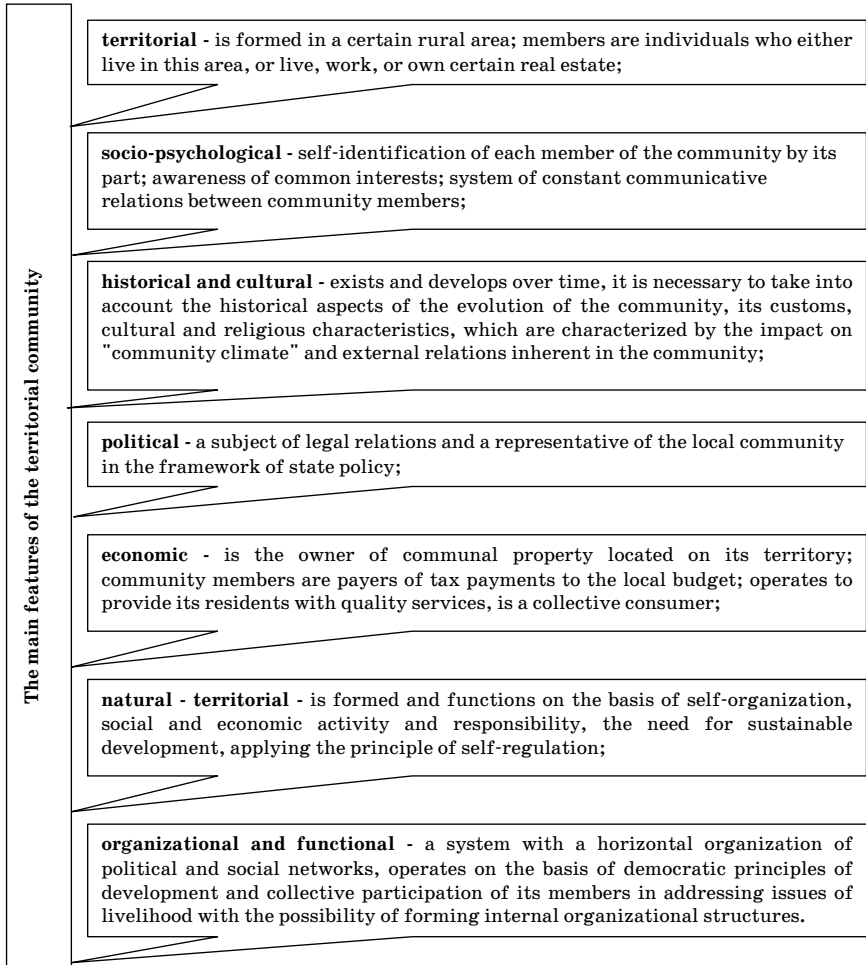 The main features of the territorial community
territorial - is formed in a certain rural area; members are individuals who either
live in this area, or live, work, or own certain real estate;
socio-psychological - self-identification of each member of the community by its
part; awareness of common interests; system of constant communicative
relations between community members;
historical and cultural - exists and develops over time, it is necessary to take into
account the historical aspects of the evolution of the community, its customs,
cultural and religious characteristics, which are characterized by the impact on
"community climate" and external relations inherent in the community;
political - a subject of legal relations and a representative of the local community
in the framework of state policy;
economic - is the owner of communal property located on its territory;
community members are payers of tax payments to the local budget; operates to
provide its residents with quality services, is a collective consumer;
natural - territorial - is formed and functions on the basis of self-organization,
social and economic activity and responsibility, the need for sustainable
development, applying the principle of self-regulation;
organizational and functional - a system with a horizontal organization of
political and social networks, operates on the basis of democratic principles of
development and collective participation of its members in addressing issues of
livelihood with the possibility of forming internal organizational structures.